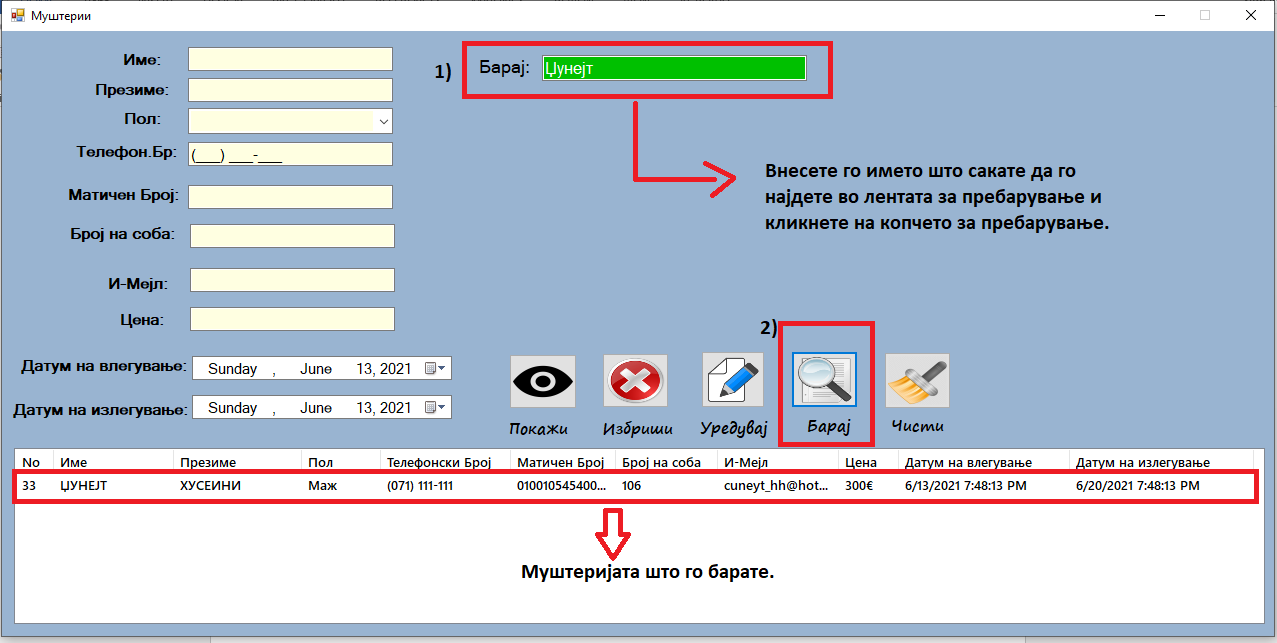 Муштерии
Име:
Презиме:
Пол:
Телефон.Бр: (___) ___-___
Матичен Број:
Број на соба:
И-Мејл:
Цена:
Датум на влегување: Sunday , June 13, 2021
Датум на излегување: Sunday , June 13, 2021
1) Барај: Џунејт
Внесете го името што сакате да го
најдете во лентата за пребарување и
кликнете на копчето за пребарување.
2)
Покажи Избриши Уредувај Барај Чисти
No Име Презиме Пол Телефонски Број Матичен Број Број на соба И-Мејл Цена Датум на влегување Датум на излегување
33 ЏУНЕЈТ ХУСЕИНИ Маж (071) 111-111 010010545400... 106 cuneyt_hh@hot... 300€ 6/13/2021 7:48:13 PM 6/20/2021 7:48:13 PM
Муштеријата што го барате.